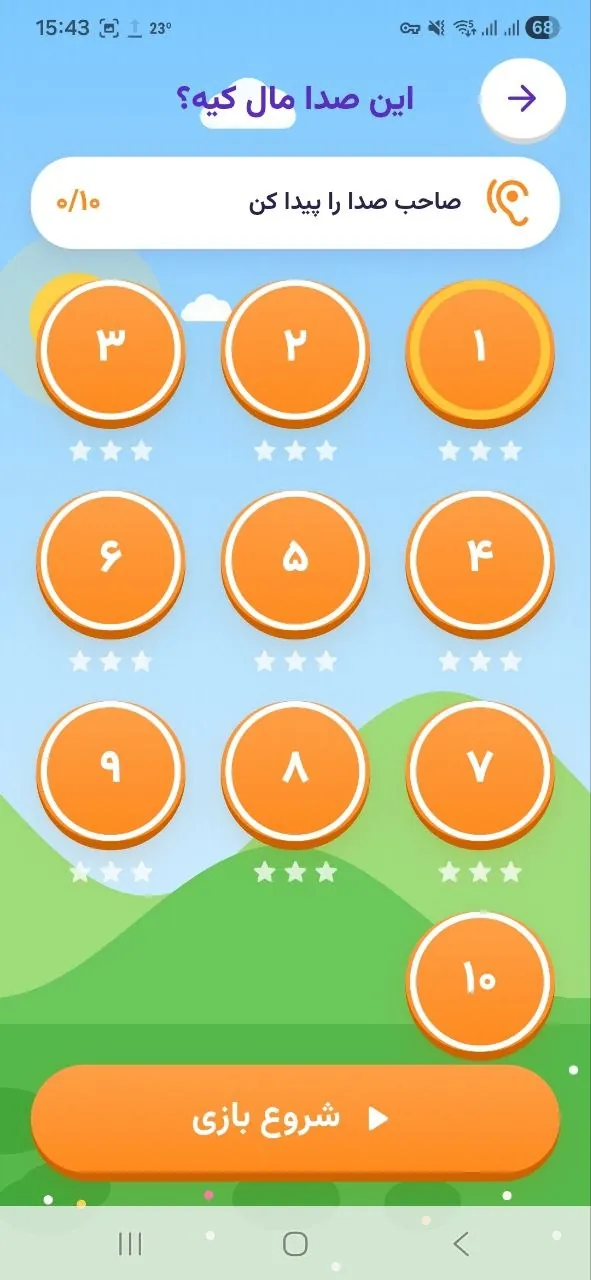 15:43 23°
68
این صدا مال کیه؟
صاحب صدا را پیدا کن
۰/۱۰
۱ ۲ ۳
۴ ۵ ۶
۷ ۸ ۹
۱۰
شروع بازی